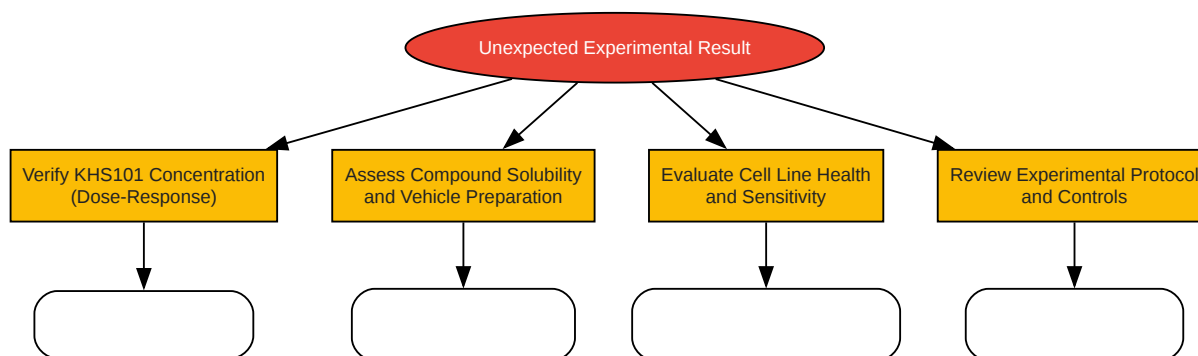 Unexpected Experimental Result
Verify KHS101 Concentration
(Dose-Response)
Assess Compound Solubility
and Vehicle Preparation
Evaluate Cell Line Health
and Sensitivity
Review Experimental Protocol
and Controls